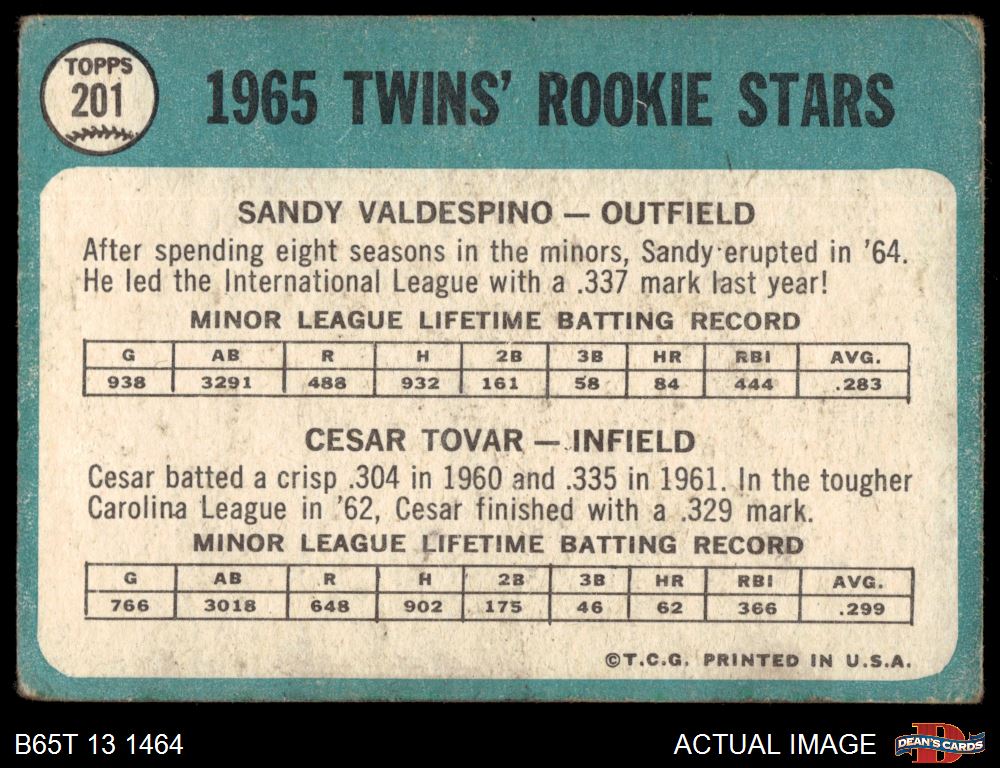 TOPPS
201
1965 TWINS' ROOKIE STARS
SANDY VALDESPINO — OUTFIELD
After spending eight seasons in the minors, Sandy erupted in '64.
He led the International League with a .337 mark last year!
MINOR LEAGUE LIFETIME BATTING RECORD
G AB R H 2B 3B HR RBI AVG.
938 3291 488 932 161 58 84 444 .283
CESAR TOVAR — INFIELD
Cesar batted a crisp .304 in 1960 and .335 in 1961. In the tougher
Carolina League in '62, Cesar finished with a .329 mark.
MINOR LEAGUE LIFETIME BATTING RECORD
G AB R H 2B 3B HR RBI AVG.
766 3018 648 902 175 46 62 366 .299
©T.C.G. PRINTED IN U.S.A.
B65T 13 1464
ACTUAL IMAGE
D
DEAN'S CARDS